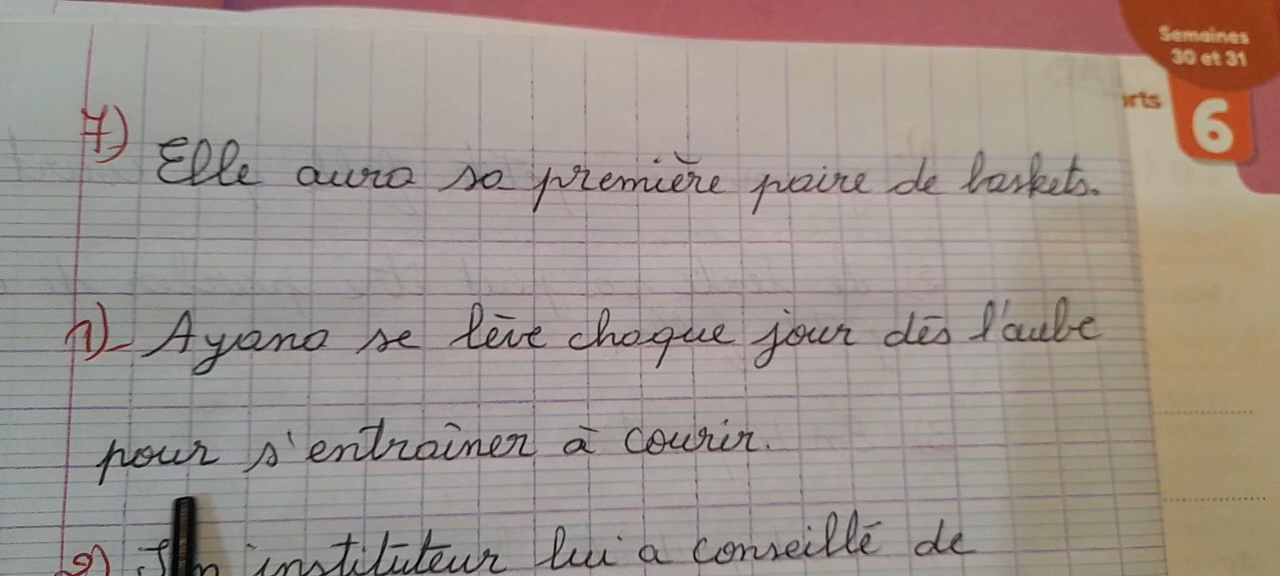 Semaines
30 et 31
rts
6
7) Elle aura sa première paire de baskets.
1) Ayana se lève chaque jour dès l'aube
pour s'entraîner à courir.
instituteur lui a conseillé de